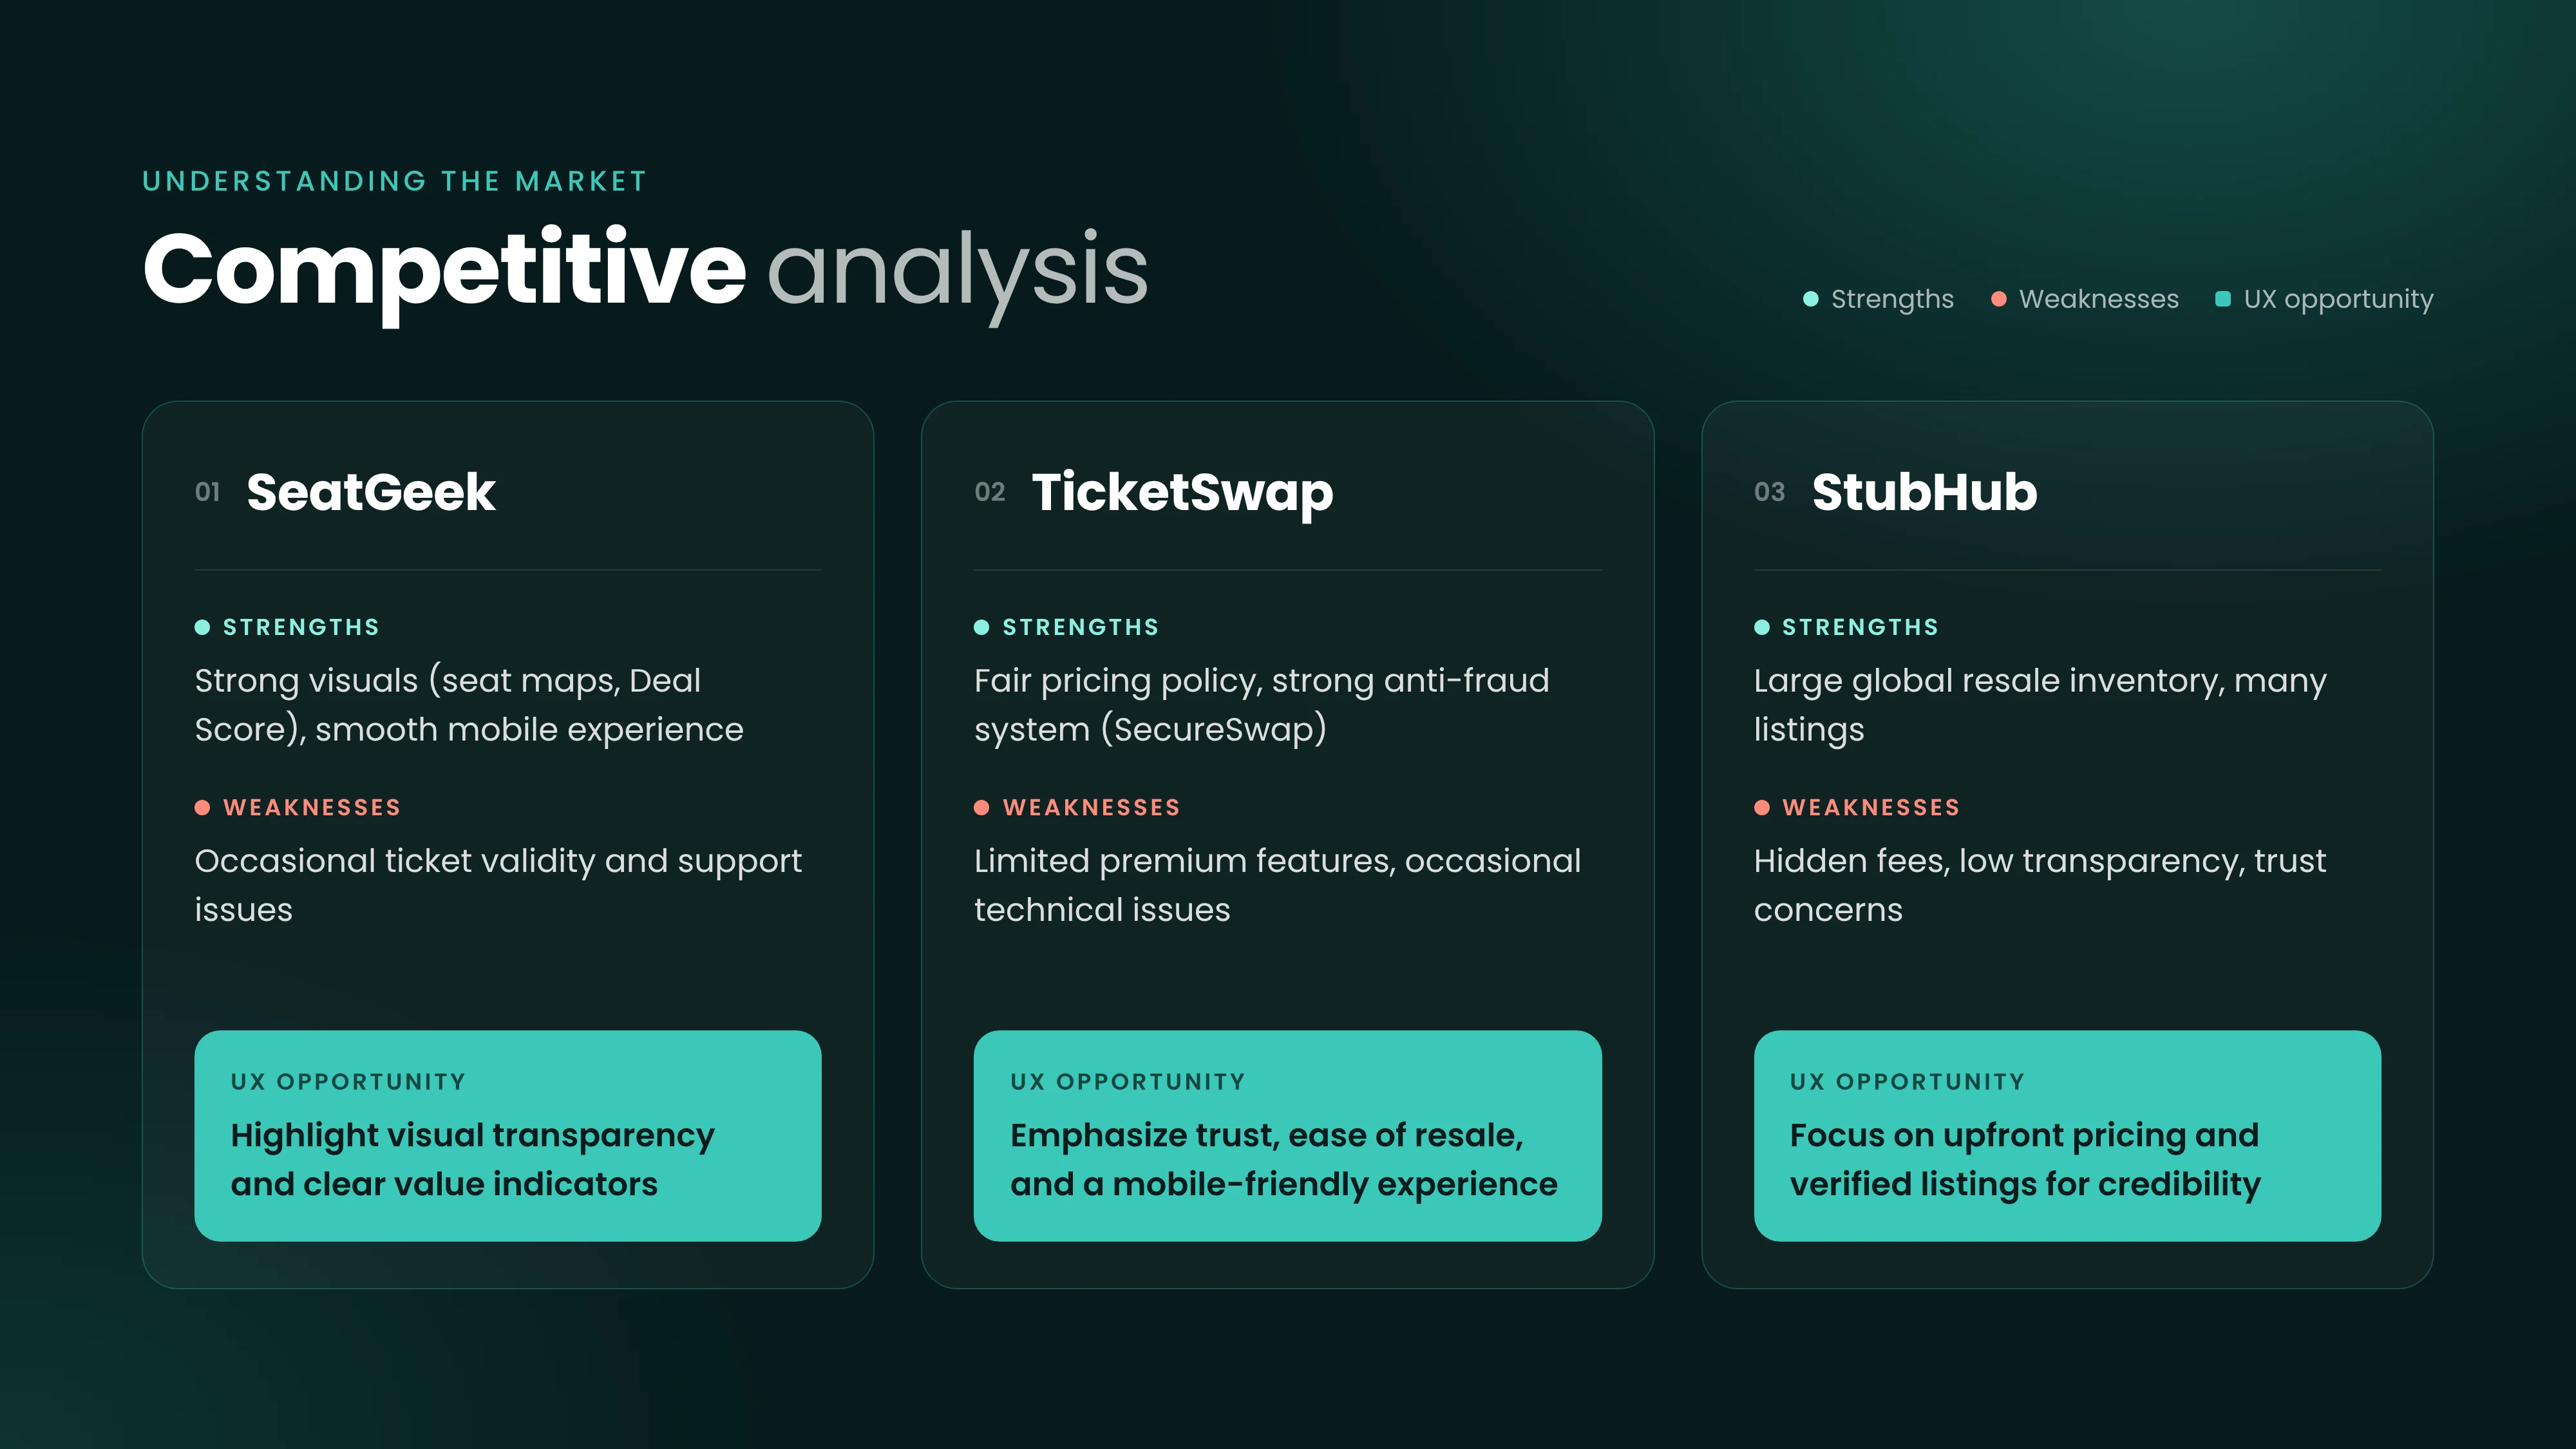 UNDERSTANDING THE MARKET
Competitive analysis
Strengths
Weaknesses
UX opportunity
01 SeatGeek
STRENGTHS
Strong visuals (seat maps, Deal
Score), smooth mobile experience
WEAKNESSES
Occasional ticket validity and support
issues
UX OPPORTUNITY
Highlight visual transparency
and clear value indicators
02 TicketSwap
STRENGTHS
Fair pricing policy, strong anti-fraud
system (SecureSwap)
WEAKNESSES
Limited premium features, occasional
technical issues
UX OPPORTUNITY
Emphasize trust, ease of resale,
and a mobile-friendly experience
03 StubHub
STRENGTHS
Large global resale inventory, many
listings
WEAKNESSES
Hidden fees, low transparency, trust
concerns
UX OPPORTUNITY
Focus on upfront pricing and
verified listings for credibility